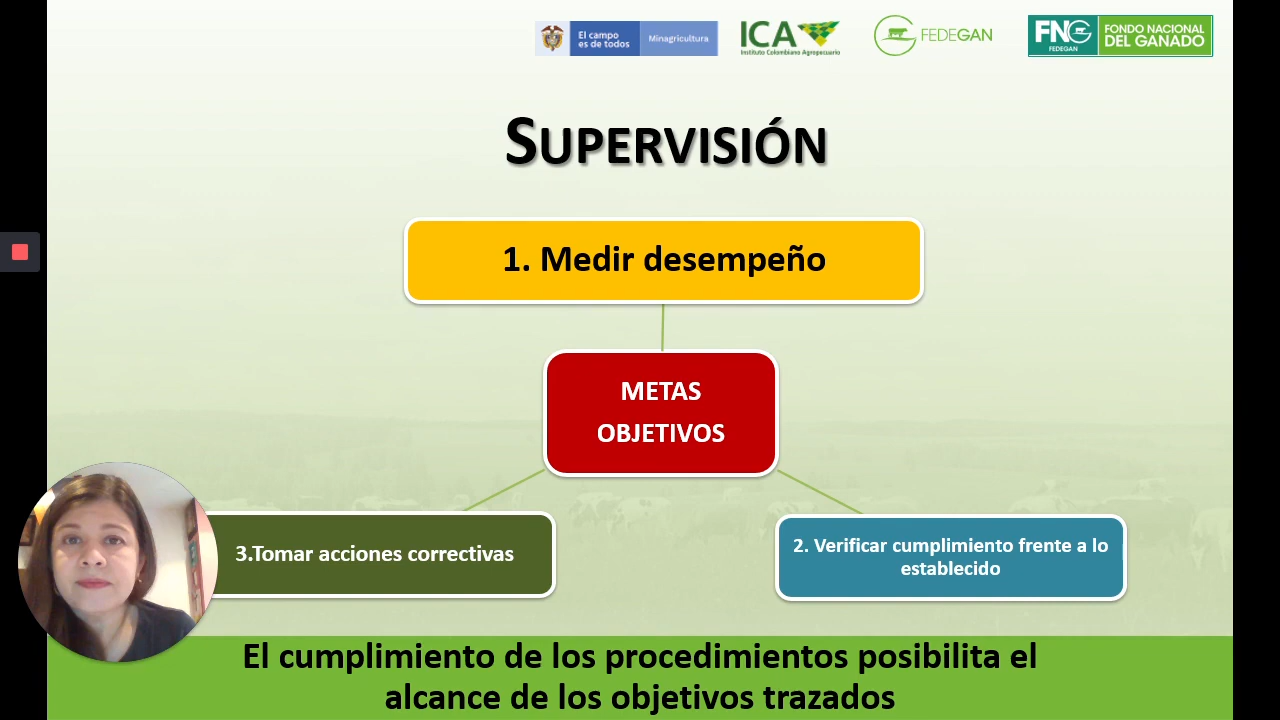 El campo
es de todos
Minagricultura
ICA
Instituto Colombiano Agropecuario
FEDEGAN
FNG
FEDEGAN
FONDO NACIONAL
DEL GANADO
SUPERVISIÓN
1. Medir desempeño
METAS
OBJETIVOS
3.Tomar acciones correctivas
2. Verificar cumplimiento frente a lo
establecido
El cumplimiento de los procedimientos posibilita el
alcance de los objetivos trazados